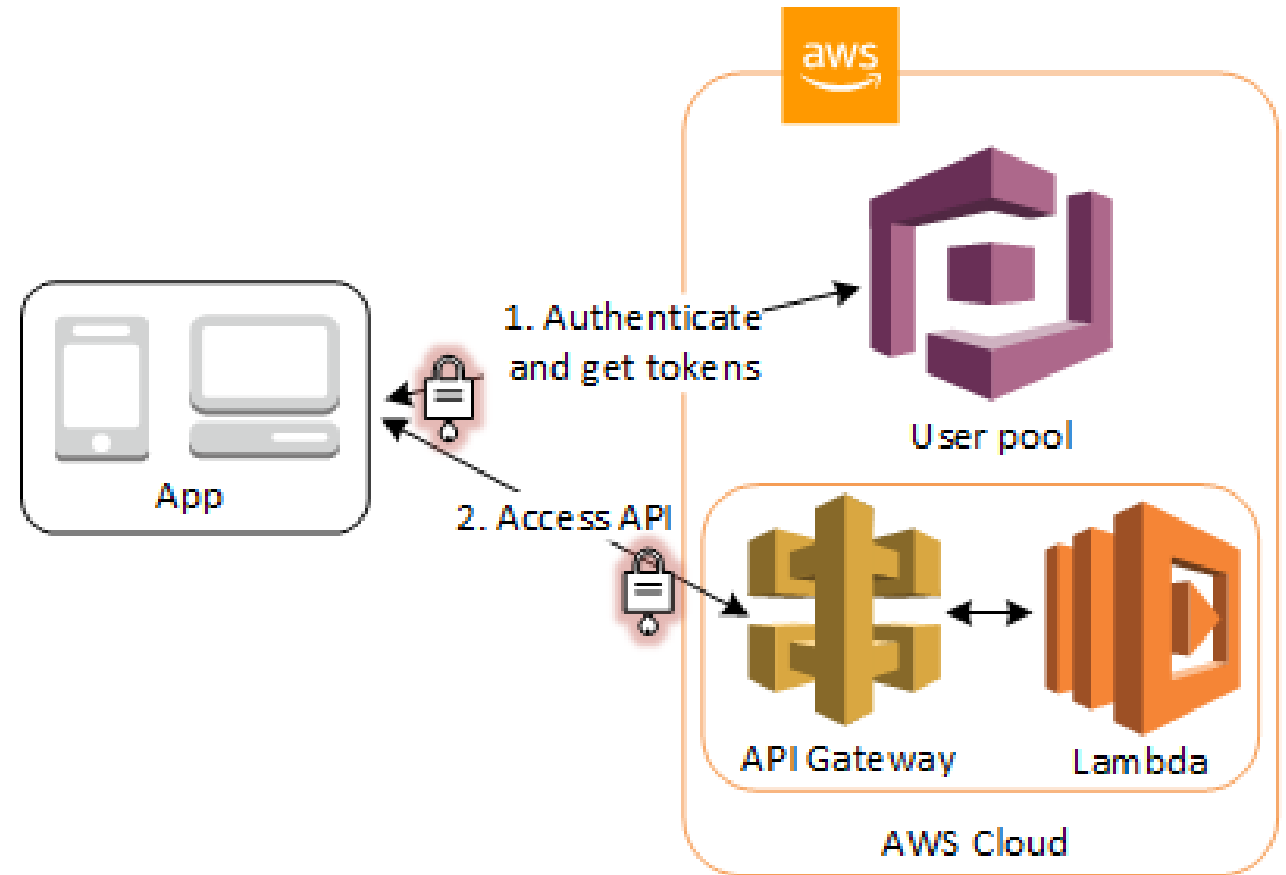 aws
1. Authenticate
and get tokens
User pool
App
2. Access API
API Gateway
Lambda
AWS Cloud